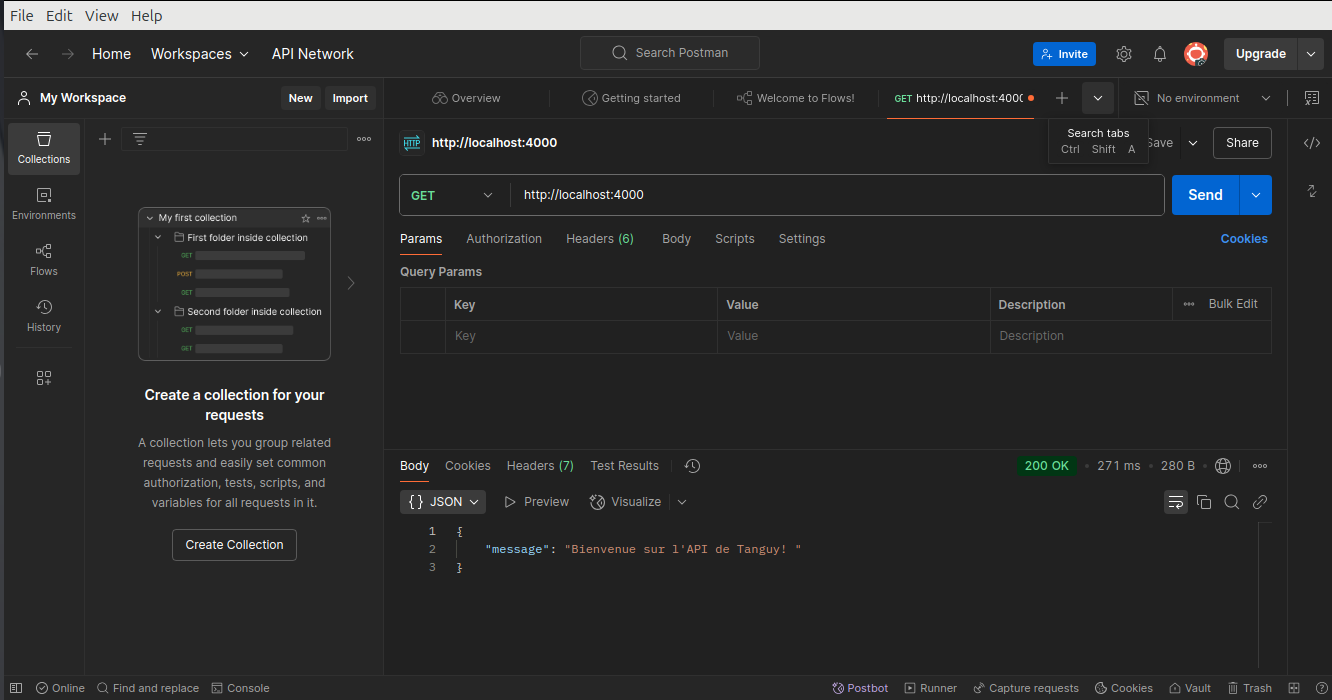 File Edit View Help
Home Workspaces API Network Search Postman Invite Upgrade
My Workspace New Import Overview Getting started Welcome to Flows! GET http://localhost:4000 No environment
Collections
Environments
Flows
History
My first collection
First folder inside collection
GET
POST
GET
Second folder inside collection
GET
GET
Create a collection for your
requests
A collection lets you group related
requests and easily set common
authorization, tests, scripts, and
variables for all requests in it.
Create Collection
HTTP http://localhost:4000 Save Share
Search tabs
Ctrl Shift A
GET http://localhost:4000 Send
Params Authorization Headers (6) Body Scripts Settings Cookies
Query Params
Key Value Description Bulk Edit
Key Value Description
Body Cookies Headers (7) Test Results 200 OK 271 ms 280 B
{} JSON Preview Visualize
1 {
2 "message": "Bienvenue sur l'API de Tanguy! "
3 }
Online Find and replace Console Postbot Runner Capture requests Cookies Vault Trash